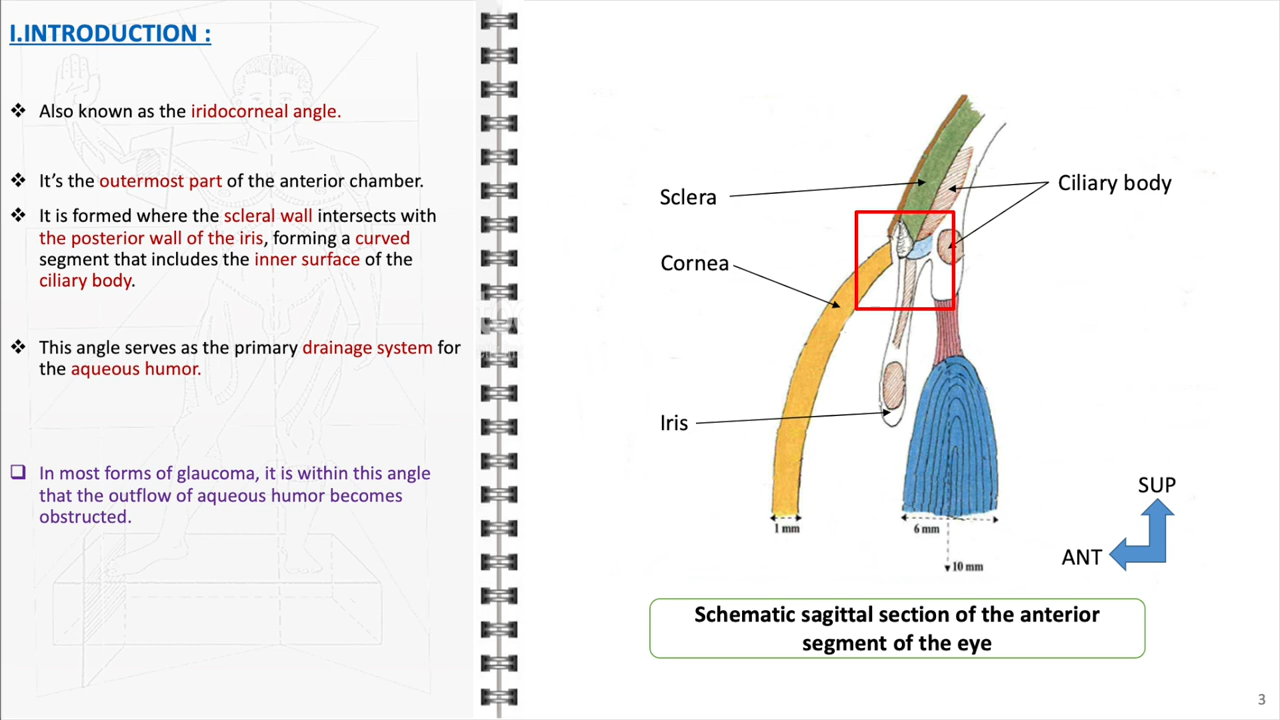 I.INTRODUCTION :
❖ Also known as the iridocorneal angle.
❖ It’s the outermost part of the anterior chamber.
❖ It is formed where the scleral wall intersects with
the posterior wall of the iris, forming a curved
segment that includes the inner surface of the
ciliary body.
❖ This angle serves as the primary drainage system for
the aqueous humor.
❑ In most forms of glaucoma, it is within this angle
that the outflow of aqueous humor becomes
obstructed.
Sclera
Ciliary body
Cornea
Iris
1 mm
6 mm
10 mm
SUP
ANT
Schematic sagittal section of the anterior
segment of the eye
3